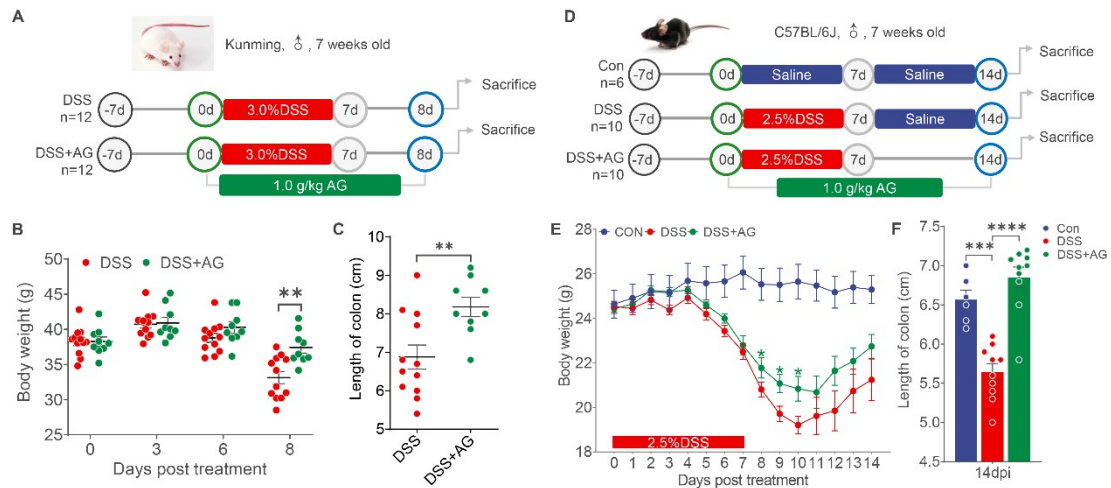 A
Kunming, ♂, 7 weeks old
Sacrifice
DSS
n=12
-7d
0d
3.0%DSS
7d
8d
Sacrifice
DSS+AG
n=12
-7d
0d
3.0%DSS
7d
8d
1.0 g/kg AG
D
C57BL/6J, ♂, 7 weeks old
Sacrifice
Con
n=6
-7d
0d
Saline
7d
Saline
14d
Sacrifice
DSS
n=10
-7d
0d
2.5%DSS
7d
Saline
14d
Sacrifice
DSS+AG
n=10
-7d
0d
2.5%DSS
7d
14d
1.0 g/kg AG
B
DSS
DSS+AG
**
Body weight (g)
50
45
40
35
30
25
0
3
6
8
Days post treatment
C
**
Length of colon (cm)
10
9
8
7
6
5
4
DSS
DSS+AG
E
CON
DSS
DSS+AG
Body weight (g)
28
26
24
22
20
18
* * *
2.5%DSS
0 1 2 3 4 5 6 7 8 9 10 11 12 13 14
Days post treatment
F
Con
DSS
DSS+AG
*** ****
Length of colon (cm)
7.5
7.0
6.5
6.0
5.5
5.0
4.5
14dpi